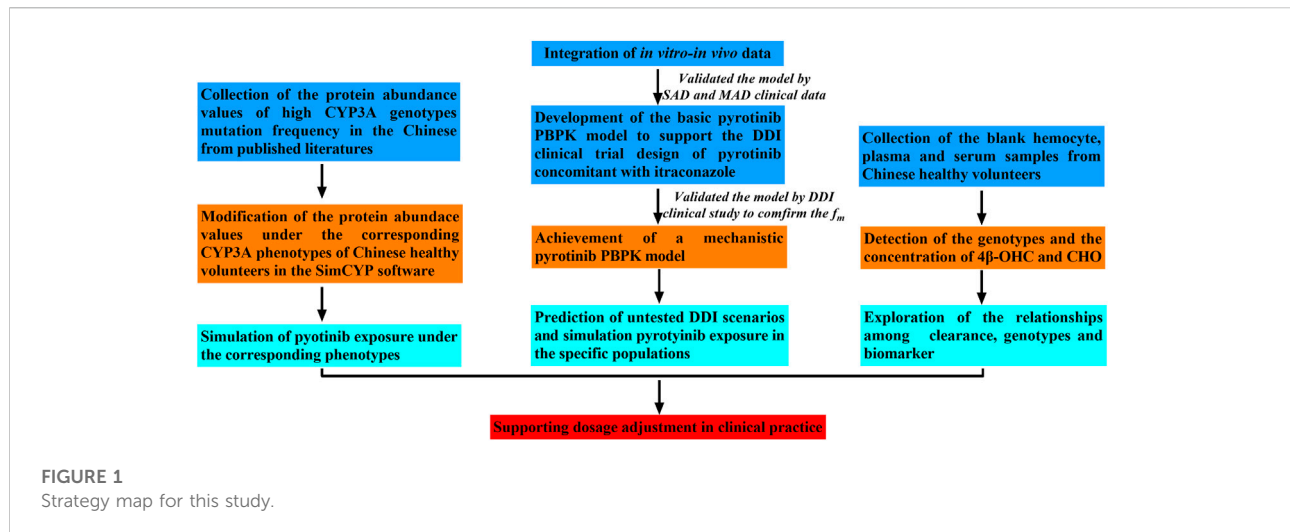 Collection of the protein abundance
values of high CYP3A genotypes
mutation frequency in the Chinese
from published literatures
Modification of the protein abundace
values under the corresponding
CYP3A phenotypes of Chinese healthy
volunteers in the SimCYP software
Simulation of pyotinib exposure under
the corresponding phenotypes
Integration of in vitro-in vivo data
Validated the model by
SAD and MAD clinical data
Development of the basic pyrotinib
PBPK model to support the DDI
clinical trial design of pyrotinib
concomitant with itraconazole
Validated the model by DDI
clinical study to comfirm the fm
Achievement of a mechanistic
pyrotinib PBPK model
Prediction of untested DDI scenarios
and simulation pyrotyinib exposure in
the specific populations
Collection of the blank hemocyte,
plasma and serum samples from
Chinese healthy volunteers
Detection of the genotypes and the
concentration of 4β-OHC and CHO
Exploration of the relationships
among clearance, genotypes and
biomarker
Supporting dosage adjustment in clinical practice
FIGURE 1
Strategy map for this study.